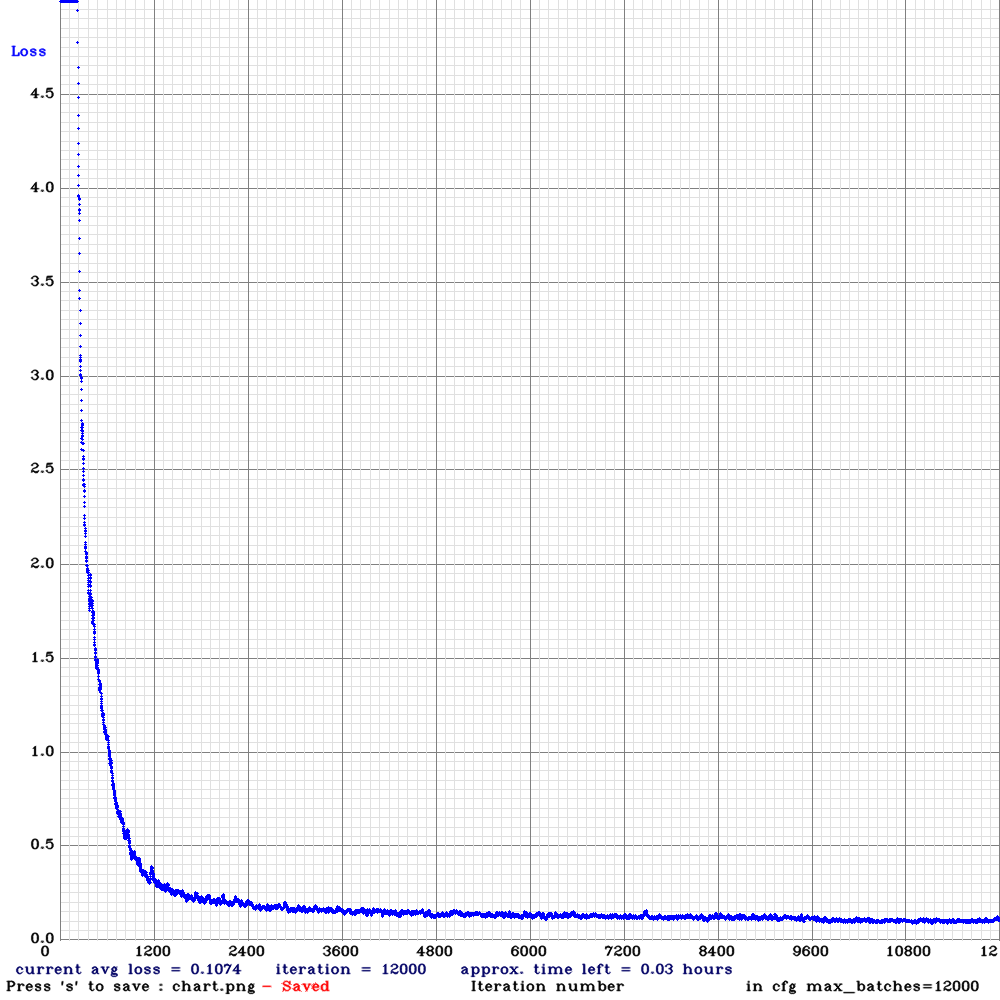 Loss
4.5
4.0
3.5
3.0
2.5
2.0
1.5
1.0
0.5
0.0
0 1200 2400 3600 4800 6000 7200 8400 9600 10800 12
current avg loss = 0.1074 iteration = 12000 approx. time left = 0.03 hours
Press 's' to save : chart.png - Saved Iteration number in cfg max_batches=12000